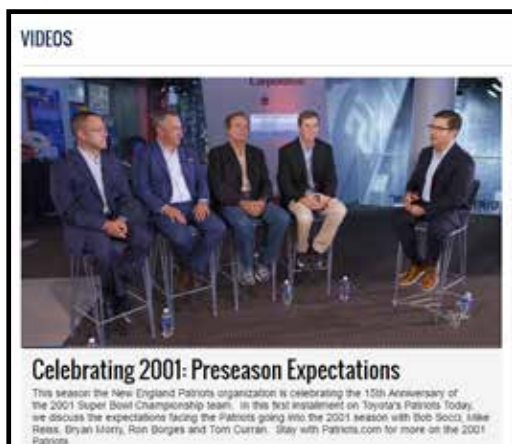 VIDEOS
Corporation
Celebrating 2001: Preseason Expectations
This season the New England Patriots organization is celebrating the 15th Anniversary of
the 2001 Super Bowl Championship team. In this first installment on Toyota's Patriots Today,
we discuss the expectations facing the Patriots going into the 2001 season with Bob Socci, Mike
Reiss, Bryan Morry, Ron Borges and Tom Curran. Stay with Patriots.com for more on the 2001
Patriots